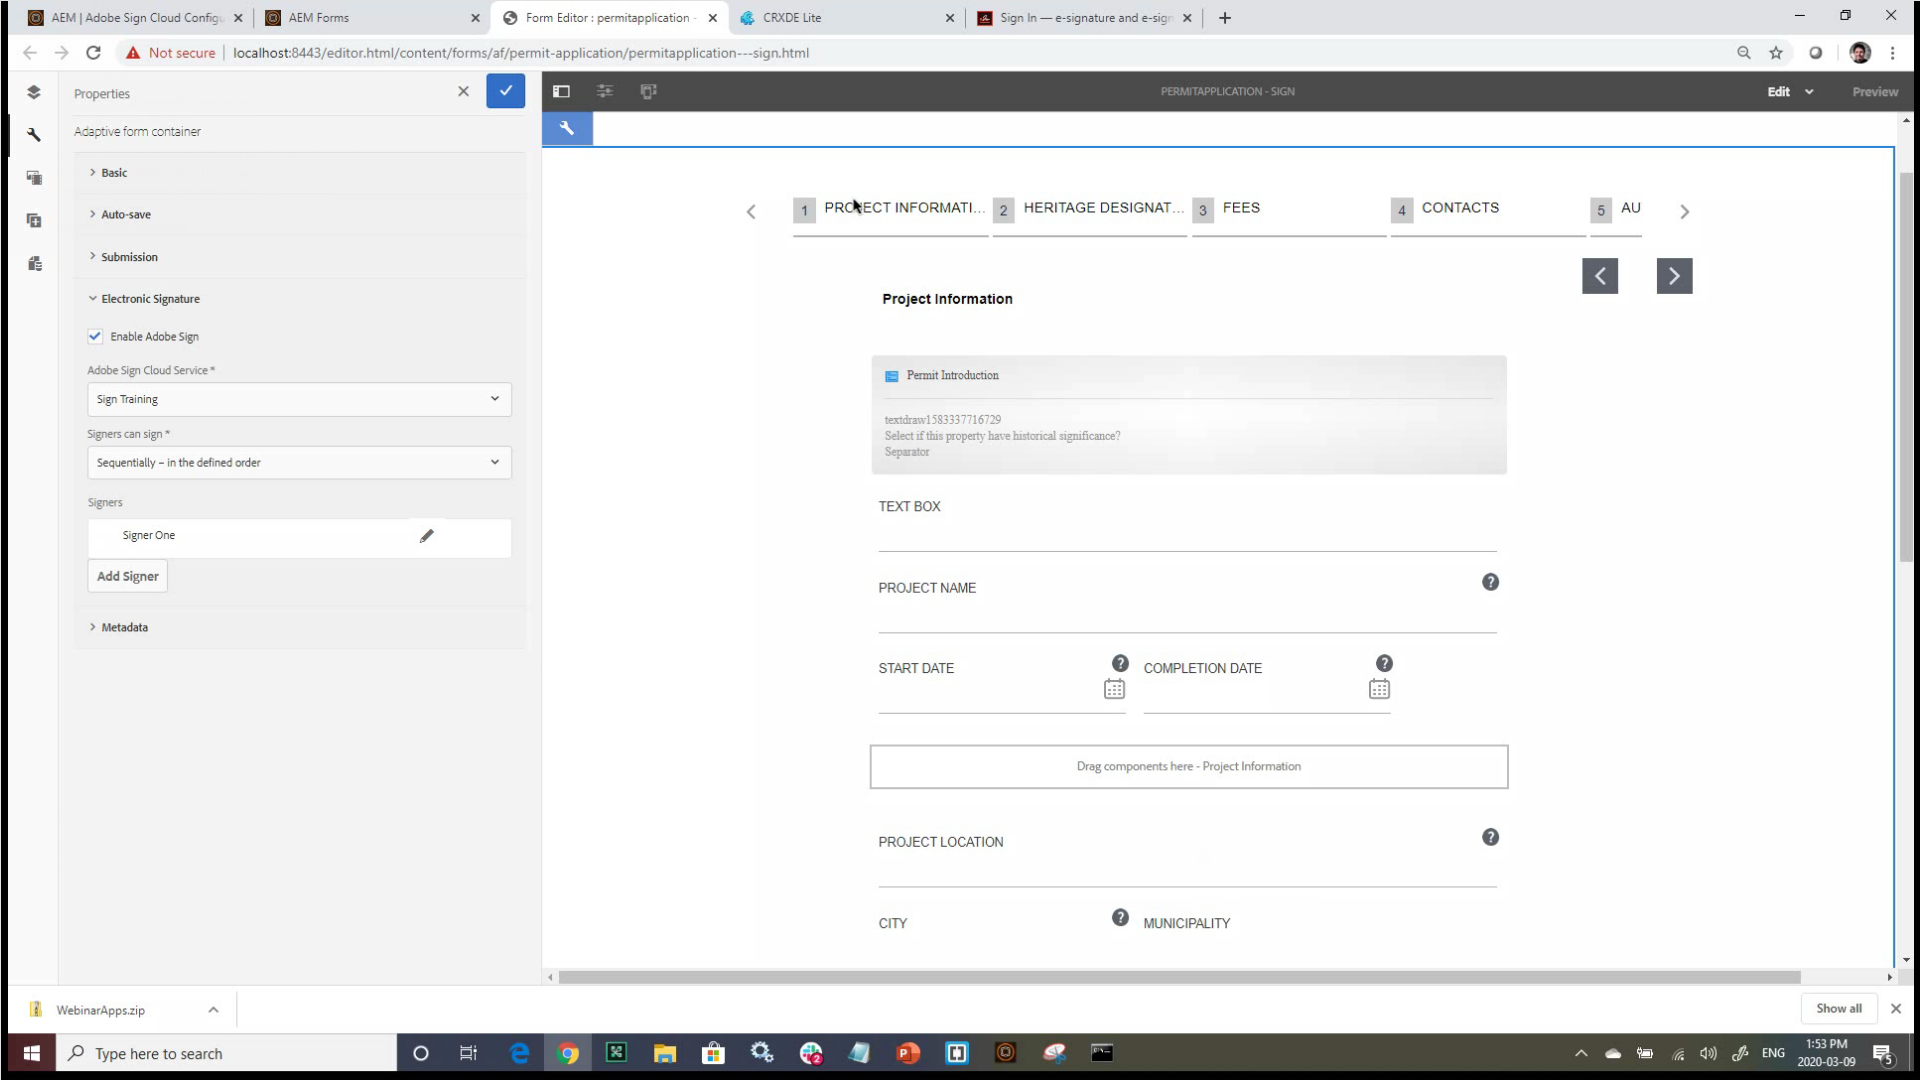 AEM | Adobe Sign Cloud Configu
AEM Forms
Form Editor : permitapplication -
CRXDE Lite
Sign In — e-signature and e-sign
Not secure
localhost:8443/editor.html/content/forms/af/permit-application/permitapplication---sign.html
Properties
PERMITAPPLICATION - SIGN
Edit
Preview
Adaptive form container
Basic
Auto-save
Submission
Electronic Signature
Enable Adobe Sign
Adobe Sign Cloud Service *
Sign Training
Signers can sign *
Sequentially – in the defined order
Signers
Signer One
Add Signer
Metadata
1 PROJECT INFORMATI...
2 HERITAGE DESIGNAT...
3 FEES
4 CONTACTS
5 AU
Project Information
Permit Introduction
textdraw1583337716729
Select if this property have historical significance?
Separator
TEXT BOX
PROJECT NAME
START DATE
COMPLETION DATE
Drag components here - Project Information
PROJECT LOCATION
CITY
MUNICIPALITY
WebinarApps.zip
Show all
Type here to search
2
ENG
1:53 PM
2020-03-09
5